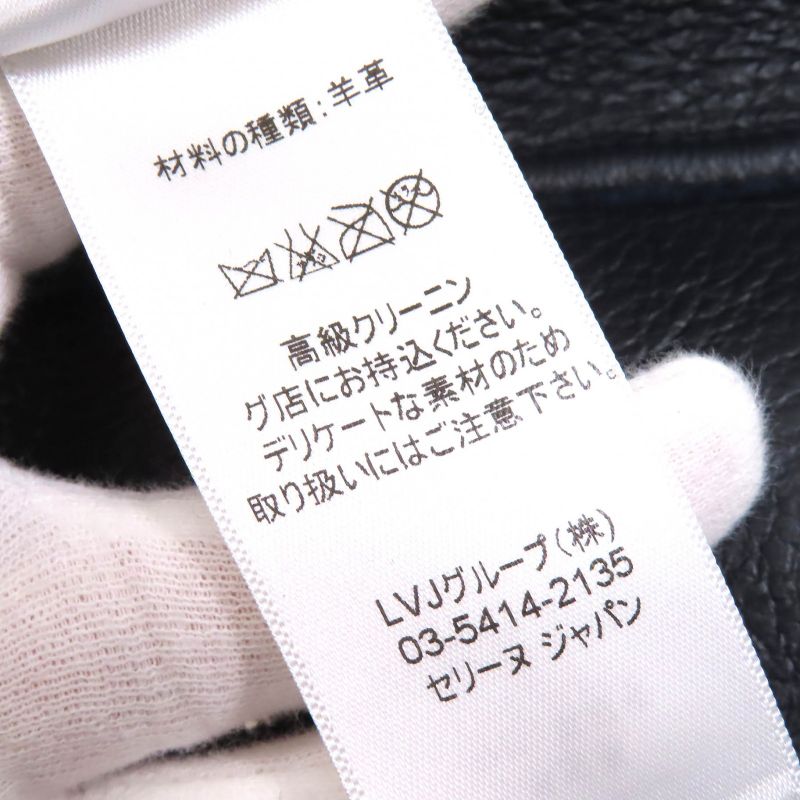 材料の種類:羊革
高級クリーニン
グ店にお持込ください。
デリケートな素材のため
取り扱いにはご注意下さい。
LVJグループ(株)
03-5414-2135
セリーヌ ジャパン